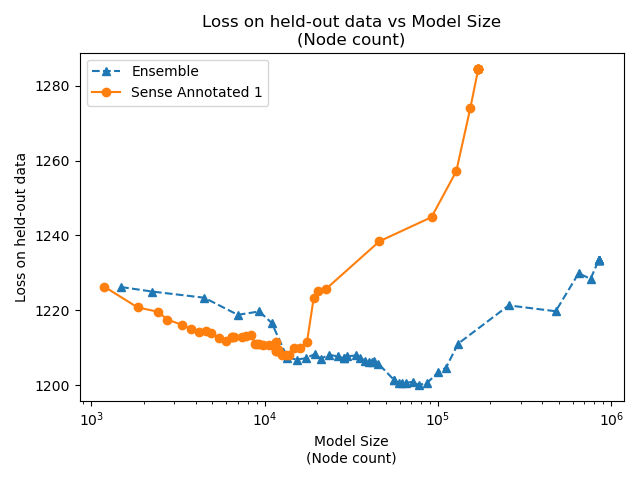 Loss on held-out data vs Model Size
(Node count)
Ensemble
Sense Annotated 1
Loss on held-out data
1280
1260
1240
1220
1200
10³
10⁴
10⁵
10⁶
Model Size
(Node count)